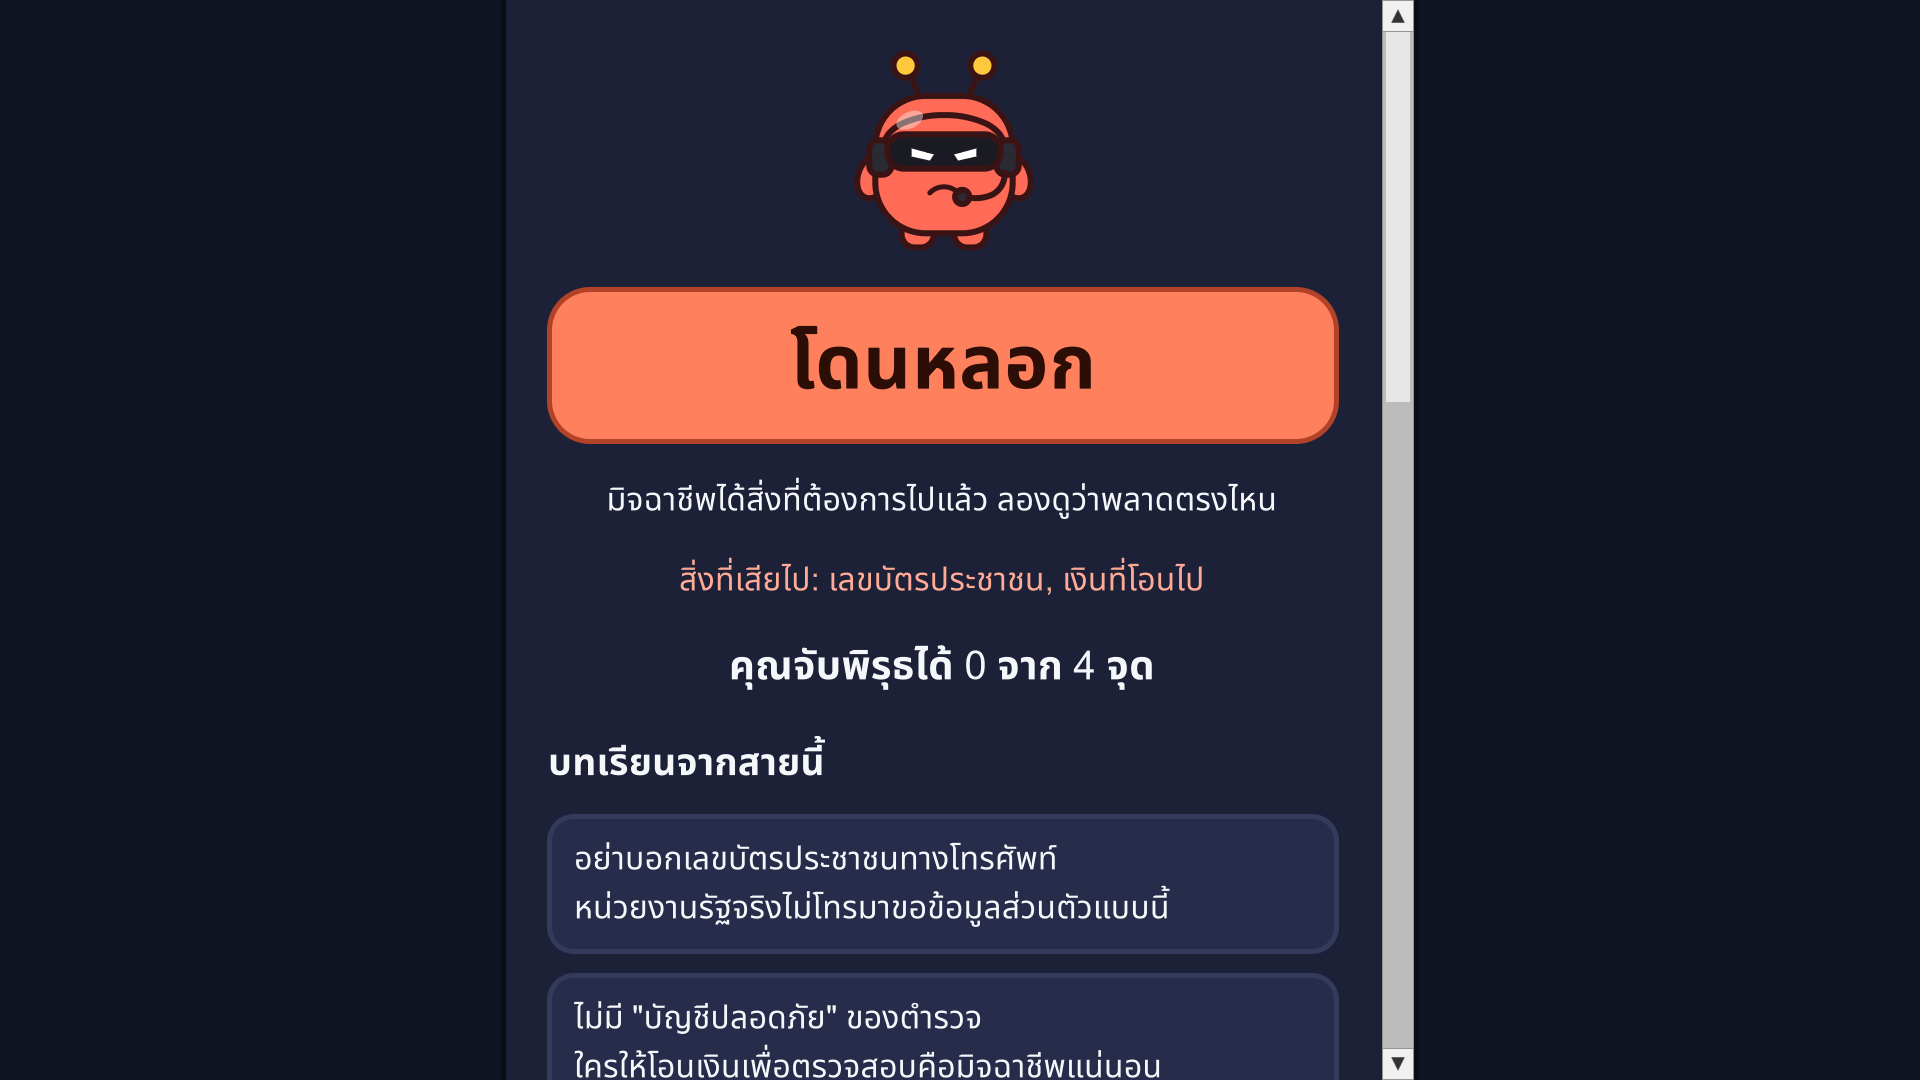 โดนหลอก
มิจฉาชีพได้สิ่งที่ต้องการไปแล้ว ลองดูว่าพลาดตรงไหน
สิ่งที่เสียไป: เลขบัตรประชาชน, เงินที่โอนไป
คุณจับพิรุธได้ 0 จาก 4 จุด
บทเรียนจากสายนี้
อย่าบอกเลขบัตรประชาชนทางโทรศัพท์
หน่วยงานรัฐจริงไม่โทรมาขอข้อมูลส่วนตัวแบบนี้
ไม่มี "บัญชีปลอดภัย" ของตำรวจ
ใครให้โอนเงินเพื่อตรวจสอบคือมิจฉาชีพแน่นอน